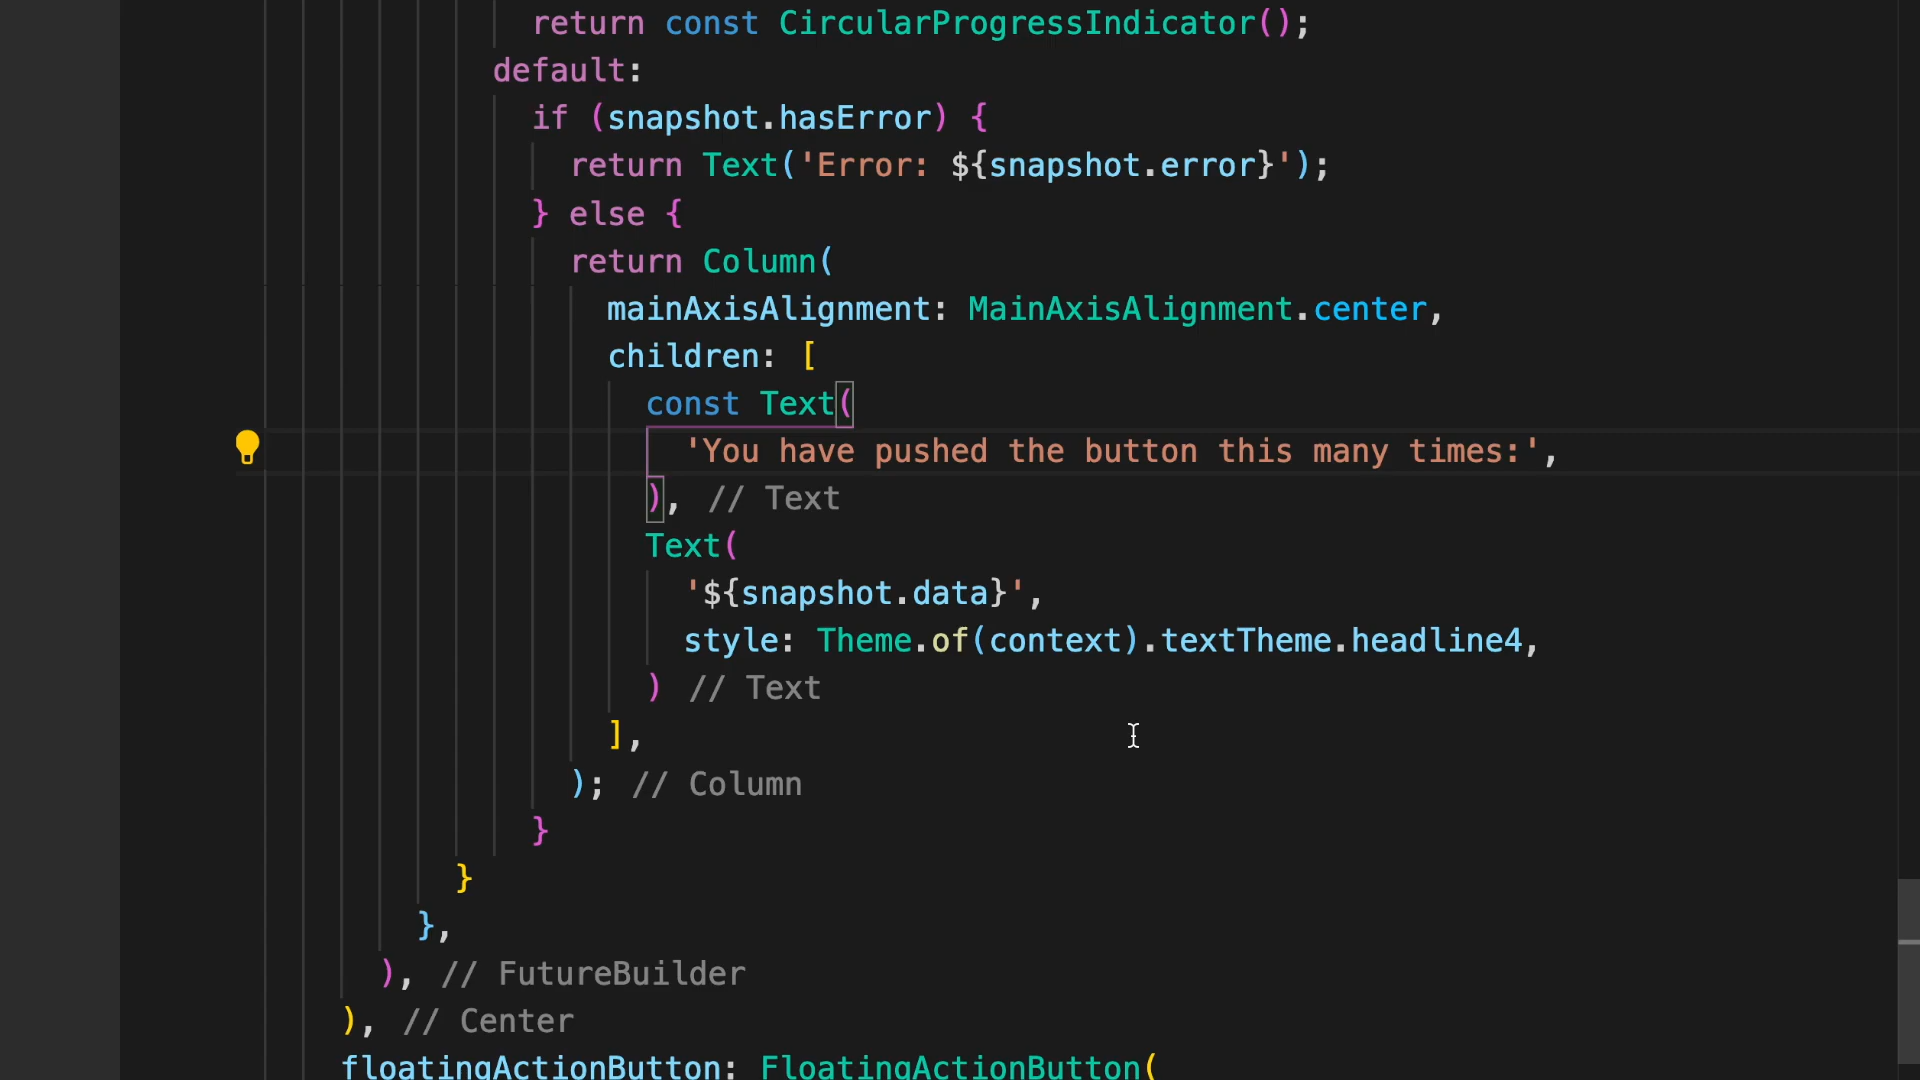 return const CircularProgressIndicator();
default:
if (snapshot.hasError) {
return Text('Error: ${snapshot.error}');
} else {
return Column(
mainAxisAlignment: MainAxisAlignment.center,
children: [
const Text(
'You have pushed the button this many times:',
), // Text
Text(
'${snapshot.data}',
style: Theme.of(context).textTheme.headline4,
) // Text
],
); // Column
}
}
},
), // FutureBuilder
), // Center
floatingActionButton: FloatingActionButton(